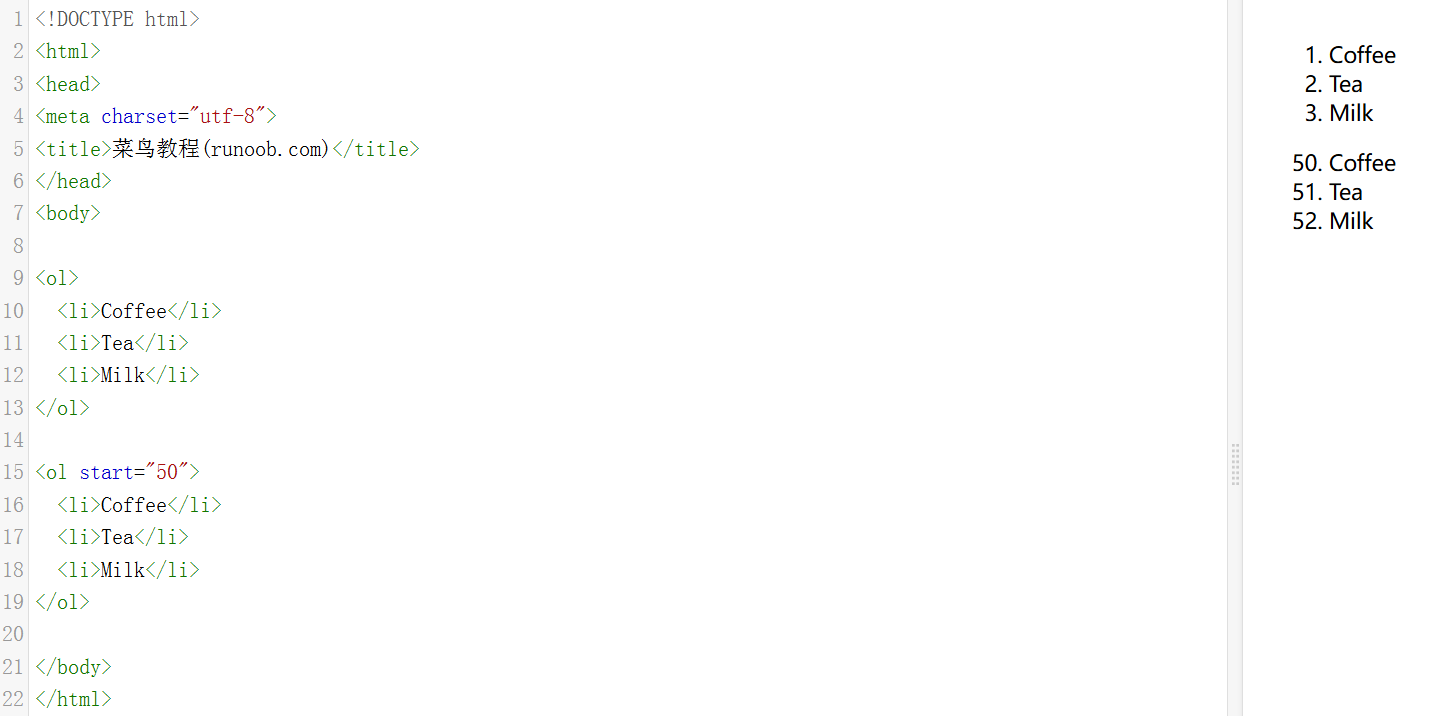 1 <!DOCTYPE html>
2 <html>
3 <head>
4 <meta charset="utf-8">
5 <title>菜鸟教程(runoob.com)</title>
6 </head>
7 <body>
8
9 <ol>
10   <li>Coffee</li>
11   <li>Tea</li>
12   <li>Milk</li>
13 </ol>
14
15 <ol start="50">
16   <li>Coffee</li>
17   <li>Tea</li>
18   <li>Milk</li>
19 </ol>
20
21 </body>
22 </html>
1. Coffee
2. Tea
3. Milk
50. Coffee
51. Tea
52. Milk